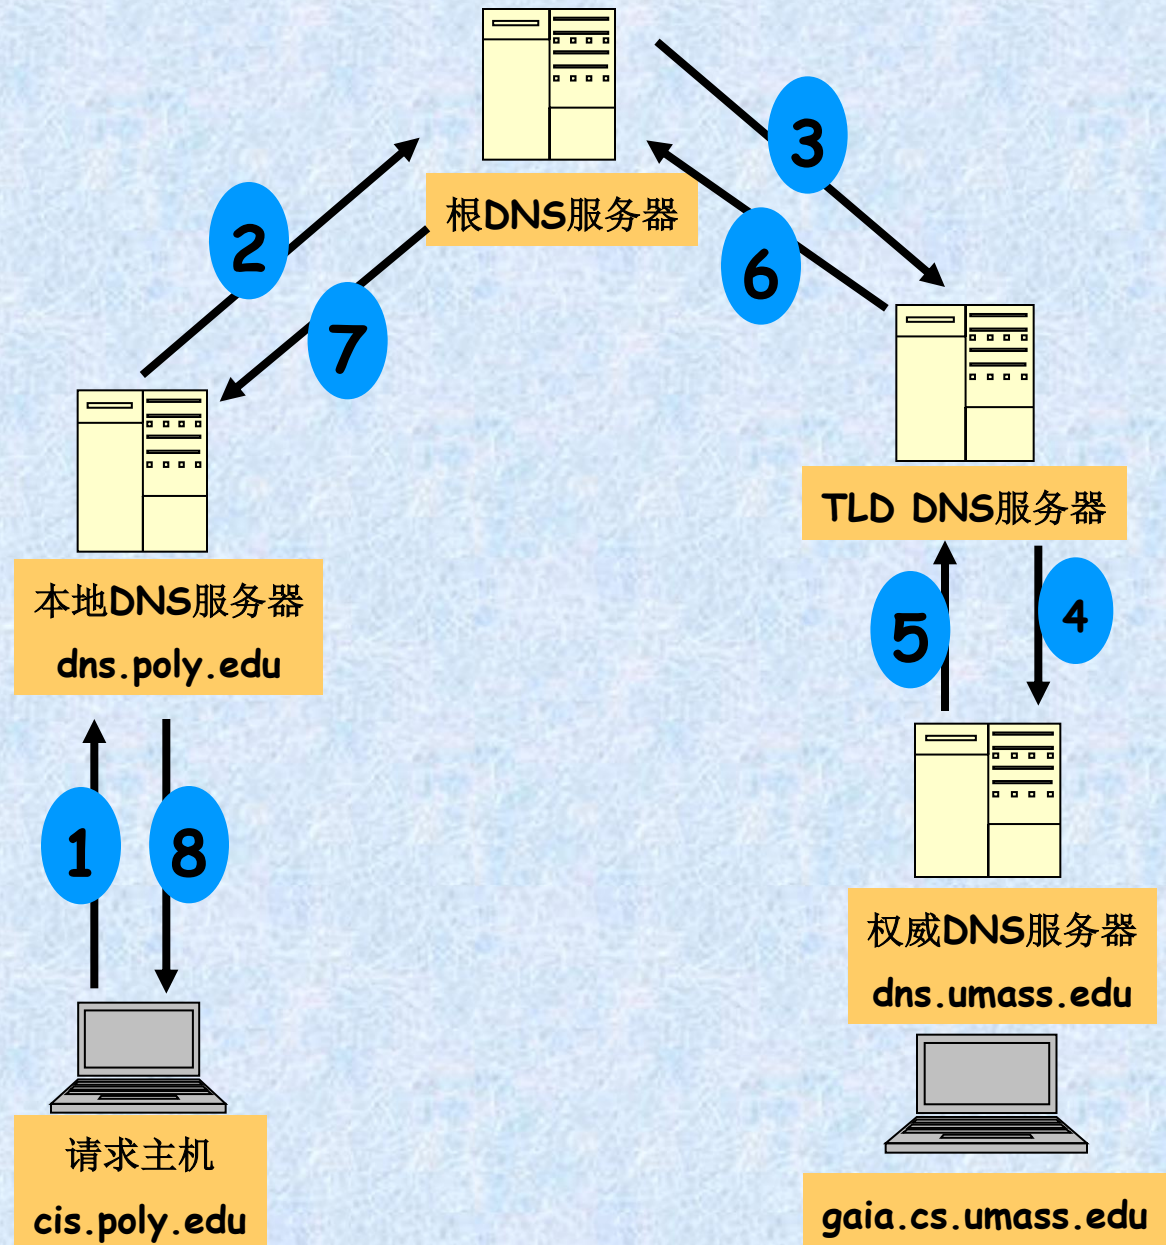 3
根DNS服务器
2
6
7
TLD DNS服务器
本地DNS服务器
dns.poly.edu
5
4
1
8
权威DNS服务器
dns.umass.edu
请求主机
cis.poly.edu
gaia.cs.umass.edu